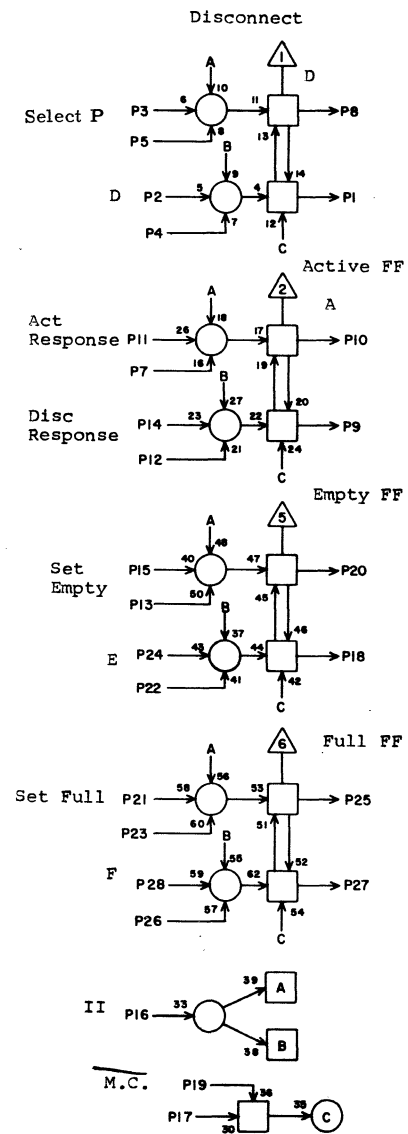 Disconnect
1
D
A
10
Select P
P3
6
11
P8
P5
8
13
B
9
14
D
P2
5
4
P1
P4
7
12
C
Active FF
2
A
A
18
Act
Response
P11
26
17
P10
P7
16
19
B
27
20
Disc
Response
P14
23
22
P9
P12
21
24
C
Empty FF
5
A
48
Set
Empty
P15
40
47
P20
P13
50
45
B
37
46
E
P24
43
44
P18
P22
41
42
C
Full FF
6
A
56
Set Full
P21
58
53
P25
P23
60
51
B
55
52
F
P28
59
62
P27
P26
57
54
C
II
P16
33
39
A
38
B
M.C.
P19
36
P17
30
35
C